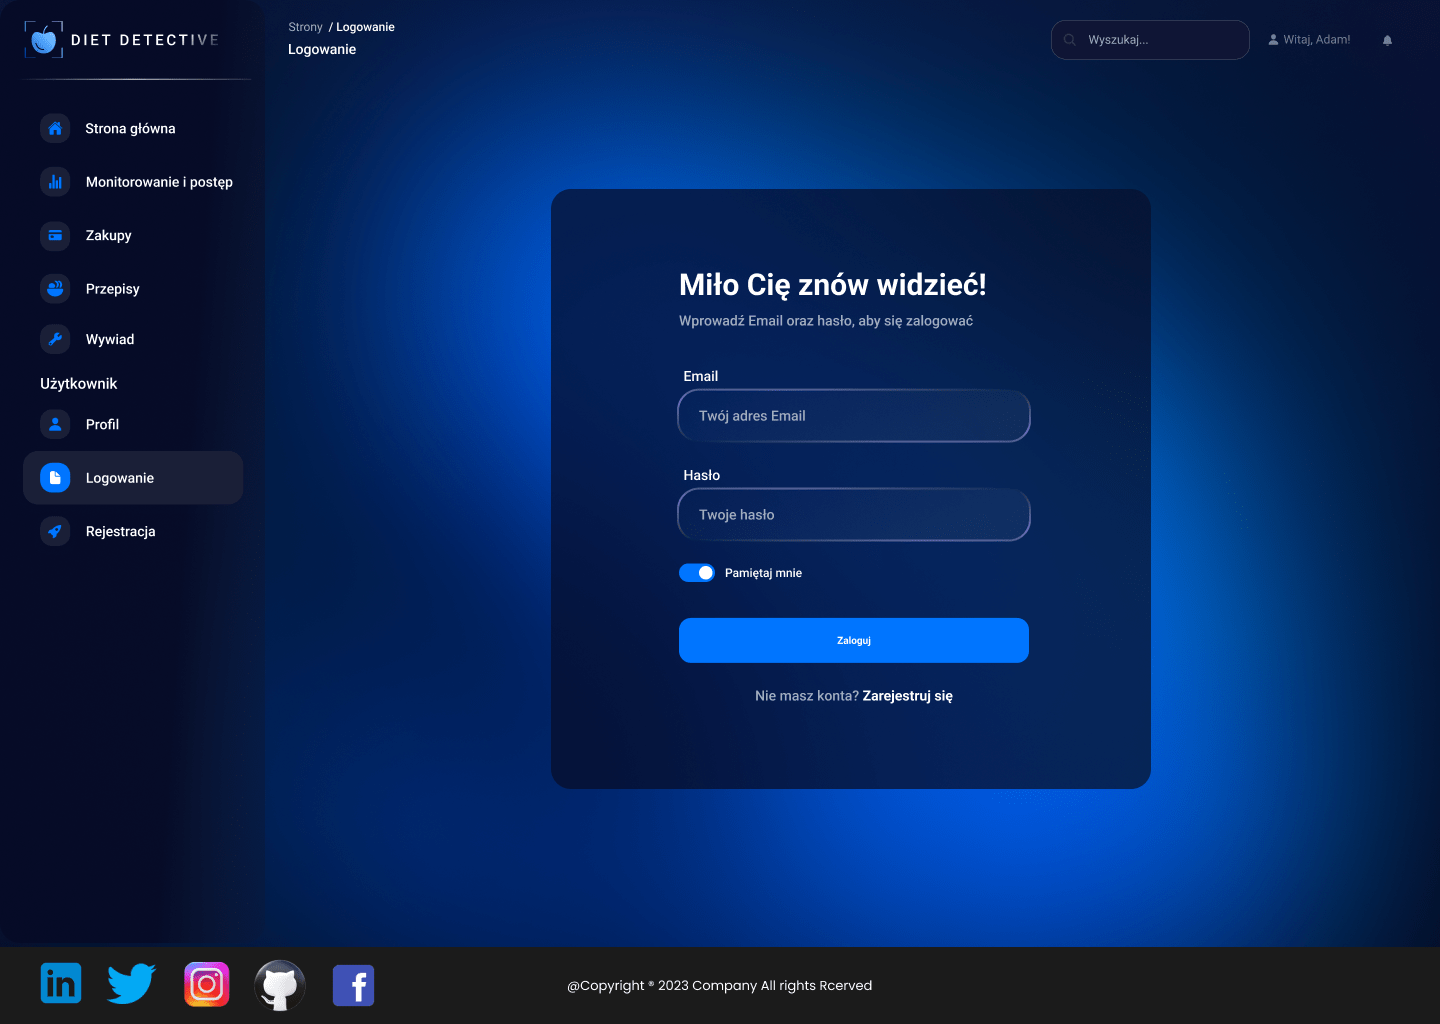 DIET DETECTIVE
Strony / Logowanie
Logowanie
Wyszukaj...
Witaj, Adam!
Strona główna
Monitorowanie i postęp
Zakupy
Przepisy
Wywiad
Użytkownik
Profil
Logowanie
Rejestracja
Miło Cię znów widzieć!
Wprowadź Email oraz hasło, aby się zalogować
Email
Twój adres Email
Hasło
Twoje hasło
Pamiętaj mnie
Zaloguj
Nie masz konta? Zarejestruj się
in
f
@Copyright ® 2023 Company All rights Rcerved